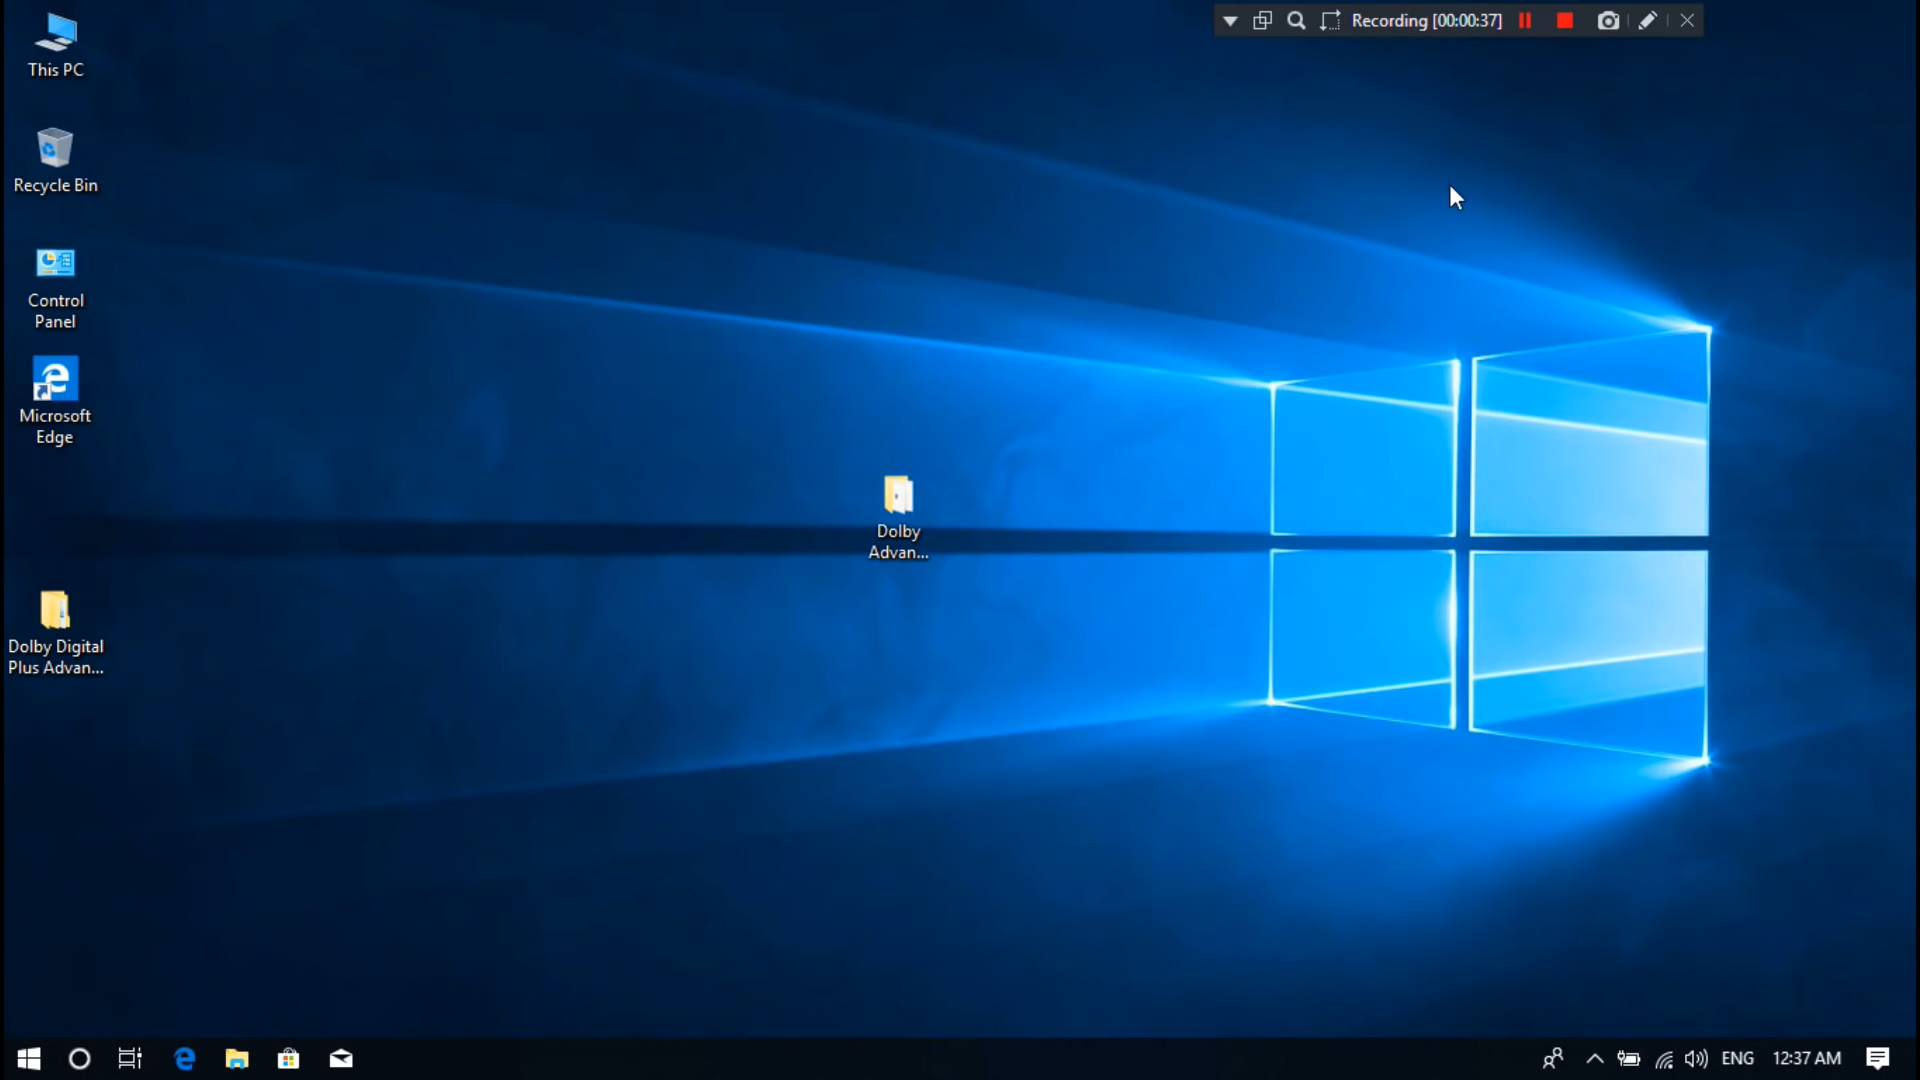 Recording [00:00:37]
This PC
Recycle Bin
Control
Panel
Microsoft
Edge
Dolby
Advan...
Dolby Digital
Plus Advan...
ENG
12:37 AM